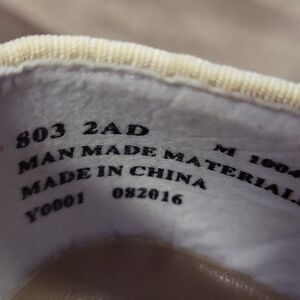 803 2AD M 1004
MAN MADE MATERIAL
MADE IN CHINA
Y0001 082016